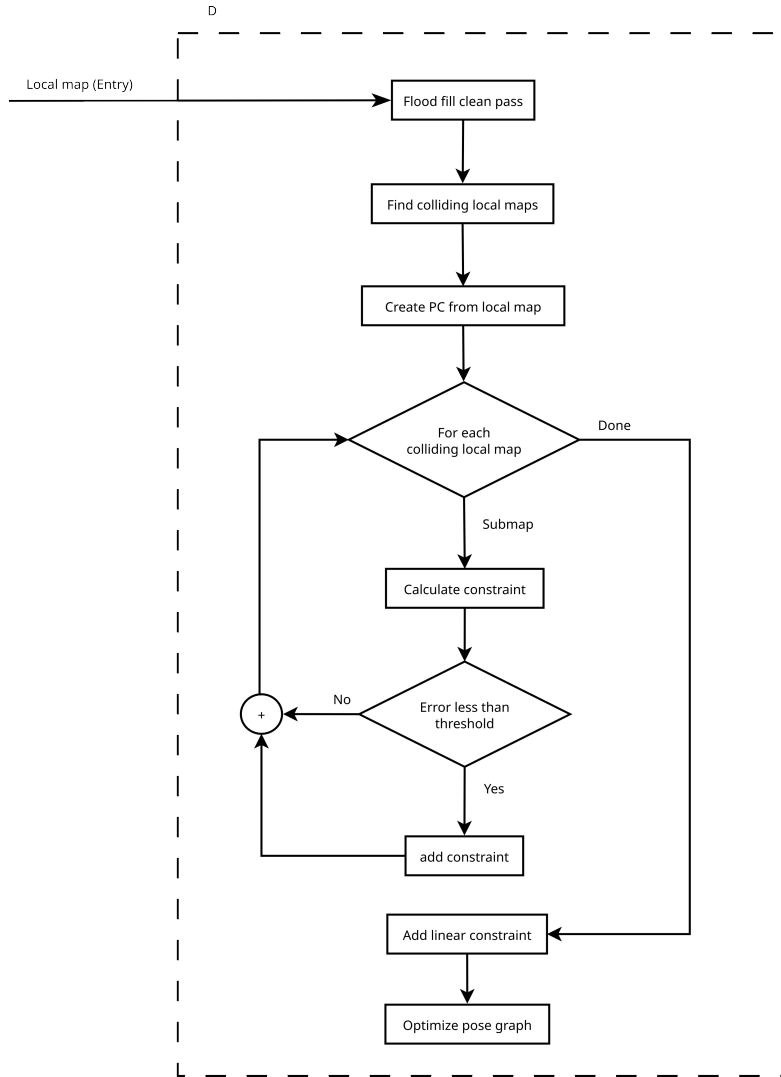 D
Local map (Entry)
Flood fill clean pass
Find colliding local maps
Create PC from local map
For each
colliding local map
Done
Submap
Calculate constraint
Error less than
threshold
No
+
Yes
add constraint
Add linear constraint
Optimize pose graph